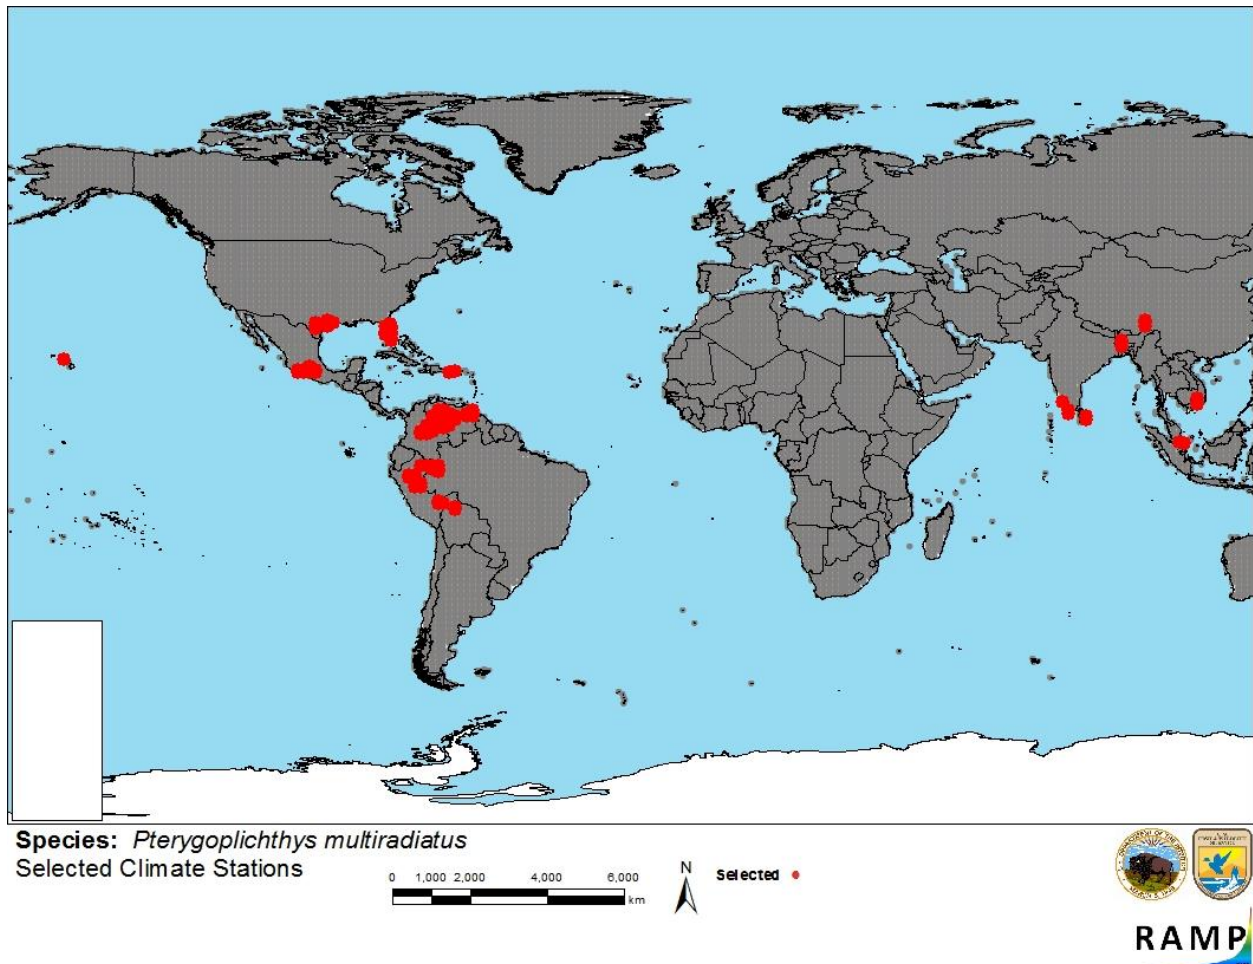 Species: Pterygoplichthys multiradiatus
Selected Climate Stations
0 1,000 2,000 4,000 6,000
km
N
Selected
RAMP